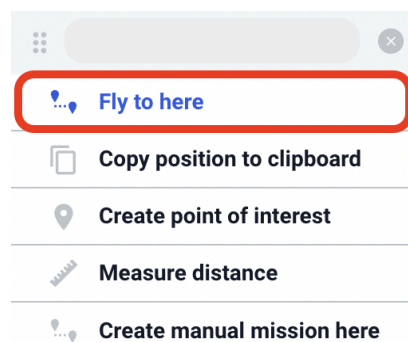 Fly to here
Copy position to clipboard
Create point of interest
Measure distance
Create manual mission here